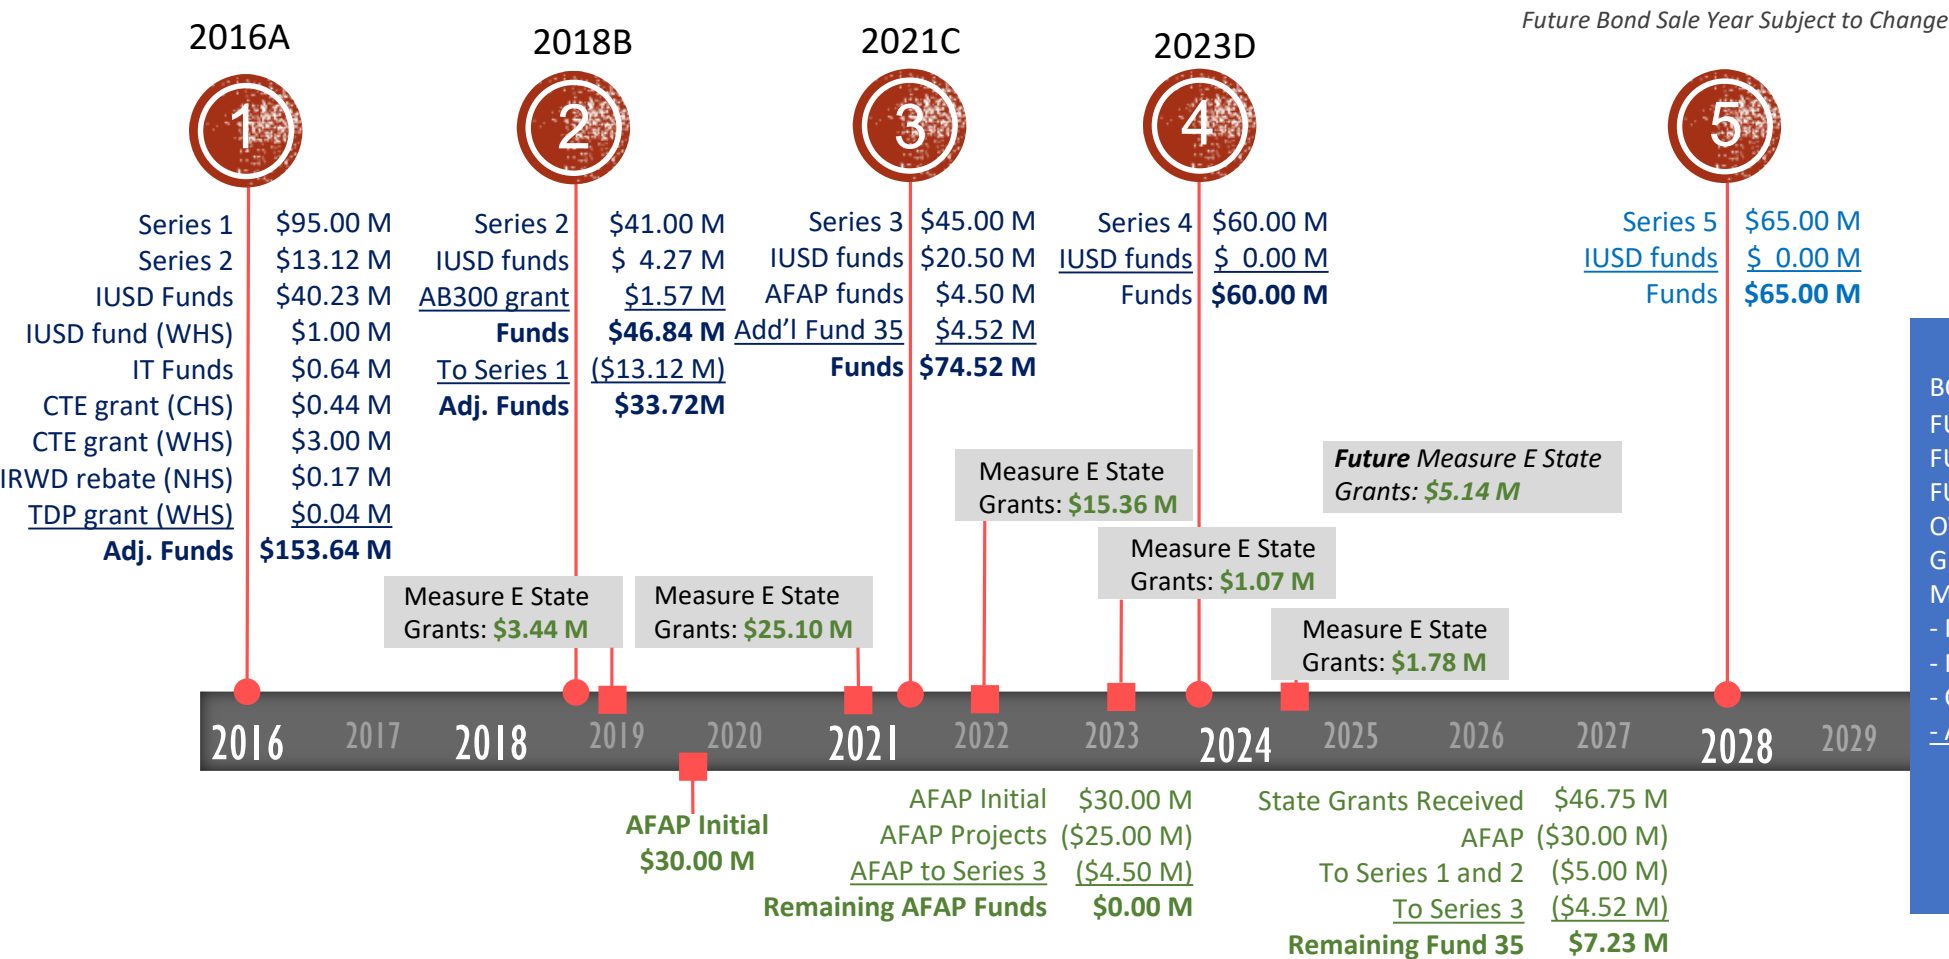 Future Bond Sale Year Subject to Change
2016A
2018B
2021C
2023D
1
2
3
4
5
Series 1 $95.00 M
Series 2 $13.12 M
IUSD Funds $40.23 M
IUSD fund (WHS) $1.00 M
IT Funds $0.64 M
CTE grant (CHS) $0.44 M
CTE grant (WHS) $3.00 M
IRWD rebate (NHS) $0.17 M
TDP grant (WHS) $0.04 M
Adj. Funds $153.64 M
Series 2 $41.00 M
IUSD funds $ 4.27 M
AB300 grant $1.57 M
Funds $46.84 M
To Series 1 ($13.12 M)
Adj. Funds $33.72M
Series 3 $45.00 M
IUSD funds $20.50 M
AFAP funds $4.50 M
Add'l Fund 35 $4.52 M
Funds $74.52 M
Series 4 $60.00 M
IUSD funds $ 0.00 M
Funds $60.00 M
Series 5 $65.00 M
IUSD funds $ 0.00 M
Funds $65.00 M
Measure E State
Grants: $3.44 M
Measure E State
Grants: $25.10 M
Measure E State
Grants: $15.36 M
Measure E State
Grants: $1.07 M
Measure E State
Grants: $1.78 M
Future Measure E State
Grants: $5.14 M
2016 2017 2018 2019 2020 2021 2022 2023 2024 2025 2026 2027 2028 2029
AFAP Initial
$30.00 M
AFAP Initial $30.00 M
AFAP Projects ($25.00 M)
AFAP to Series 3 ($4.50 M)
Remaining AFAP Funds $0.00 M
State Grants Received $46.75 M
AFAP ($30.00 M)
To Series 1 and 2 ($5.00 M)
To Series 3 ($4.52 M)
Remaining Fund 35 $7.23 M